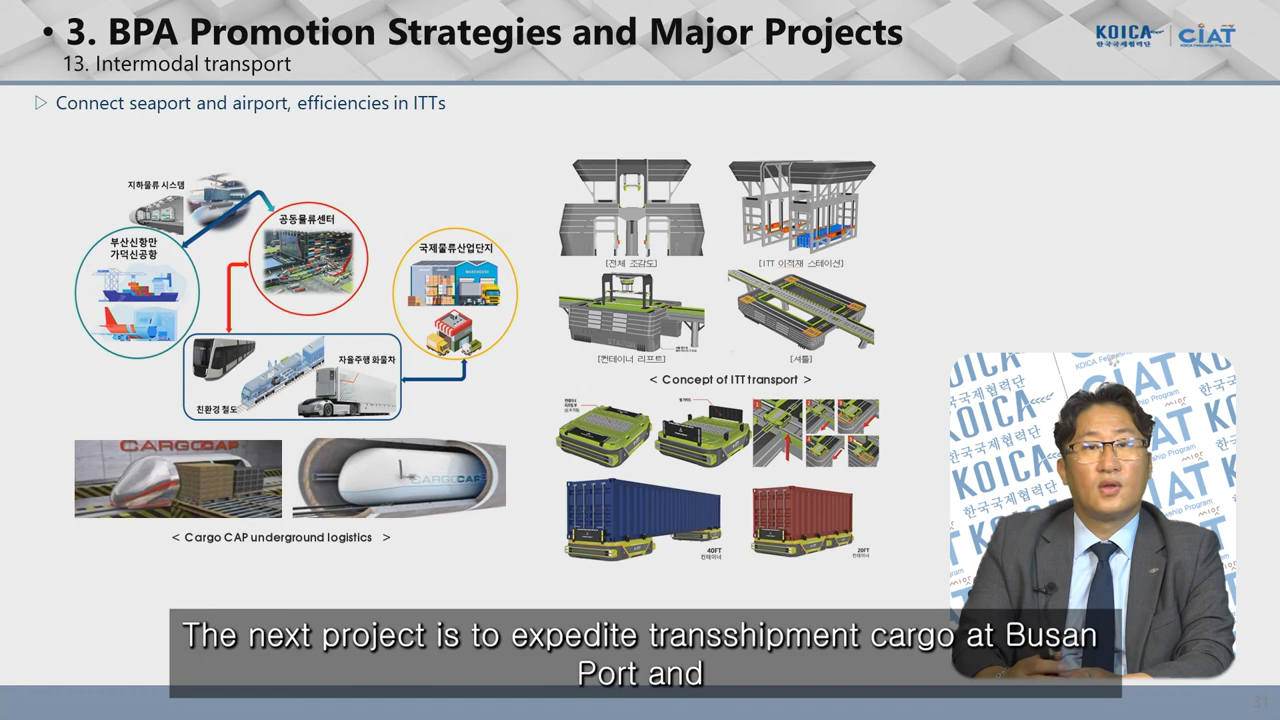 • 3. BPA Promotion Strategies and Major Projects
13. Intermodal transport
KOICA
한국국제협력단
CIAT
KOICA Fellowship Program
▷ Connect seaport and airport, efficiencies in ITTs
지하물류 시스템
부산신항만
가덕신공항
공동물류센터
국제물류산업단지
WAREHOUSE
자율주행 화물차
친환경 철도
CARGOCAP
CARGOCAP
< Cargo CAP underground logistics >
[전체 조감도]
[ITT 이적재 스테이션]
[컨테이너 리프트]
[셔틀]
< Concept of ITT transport >
40FT
컨테이너
20FT
컨테이너
KOICA
한국국제협력단
CIAT
The next project is to expedite transshipment cargo at Busan
Port and
31